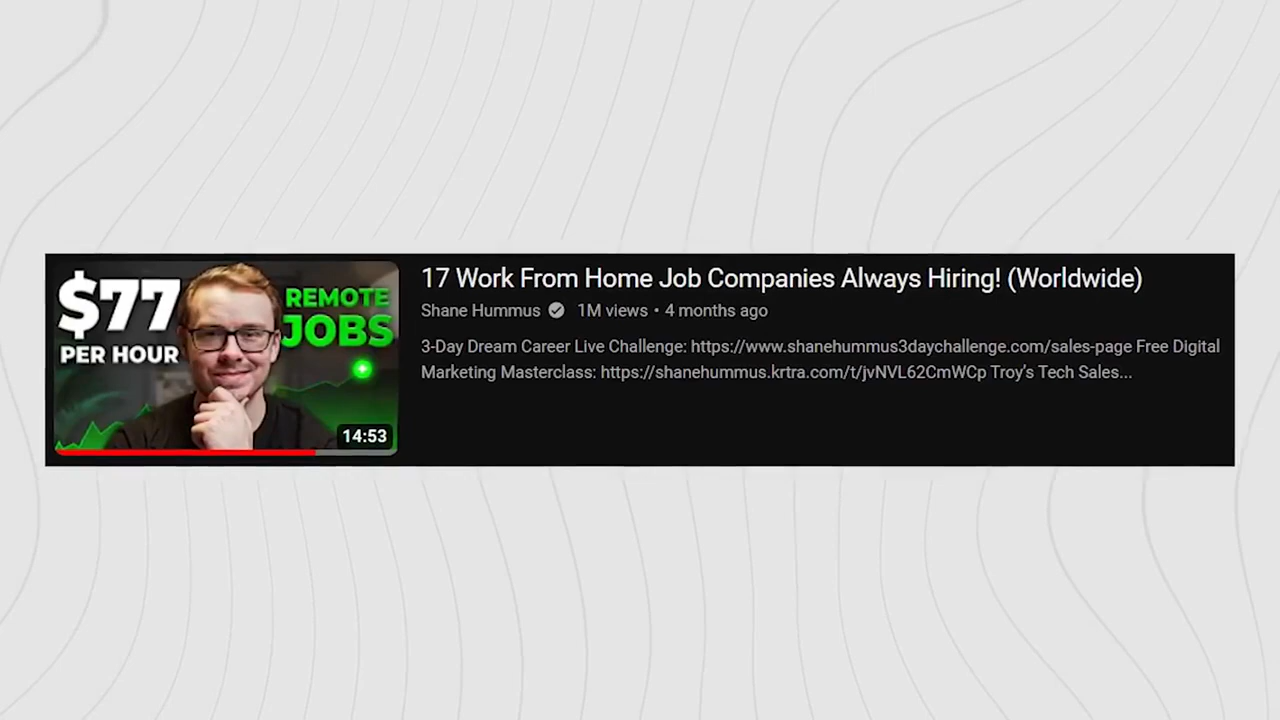 $77
PER HOUR
REMOTE
JOBS
14:53
17 Work From Home Job Companies Always Hiring! (Worldwide)
Shane Hummus 1M views • 4 months ago
3-Day Dream Career Live Challenge: https://www.shanehummus3daychallenge.com/sales-page Free Digital
Marketing Masterclass: https://shanehummus.krtra.com/t/jvNVL62CmWCp Troy's Tech Sales...